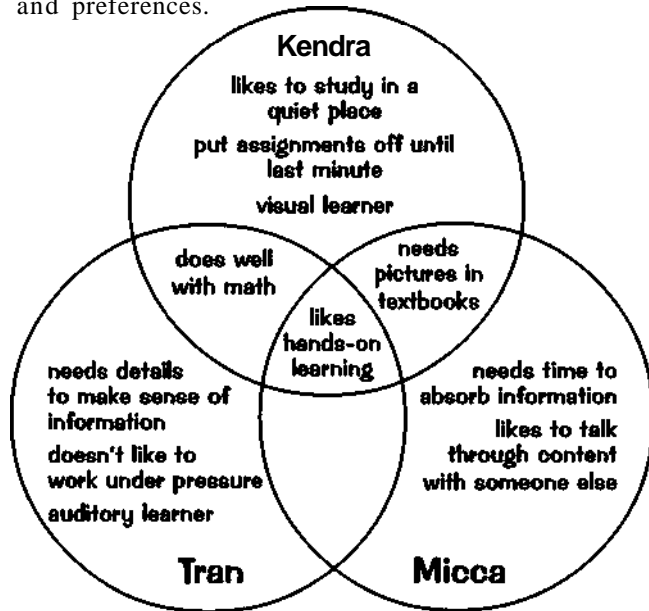 and preferences.
Kendra
likes to study in a
quiet place
put assignments off until
last minute
visual learner
does well
with math
needs
pictures in
textbooks
likes
hands-on
learning
needs details
to make sense of
information
doesn't like to
work under pressure
auditory learner
needs time to
absorb information
likes to talk
through content
with someone else
Tran
Micca